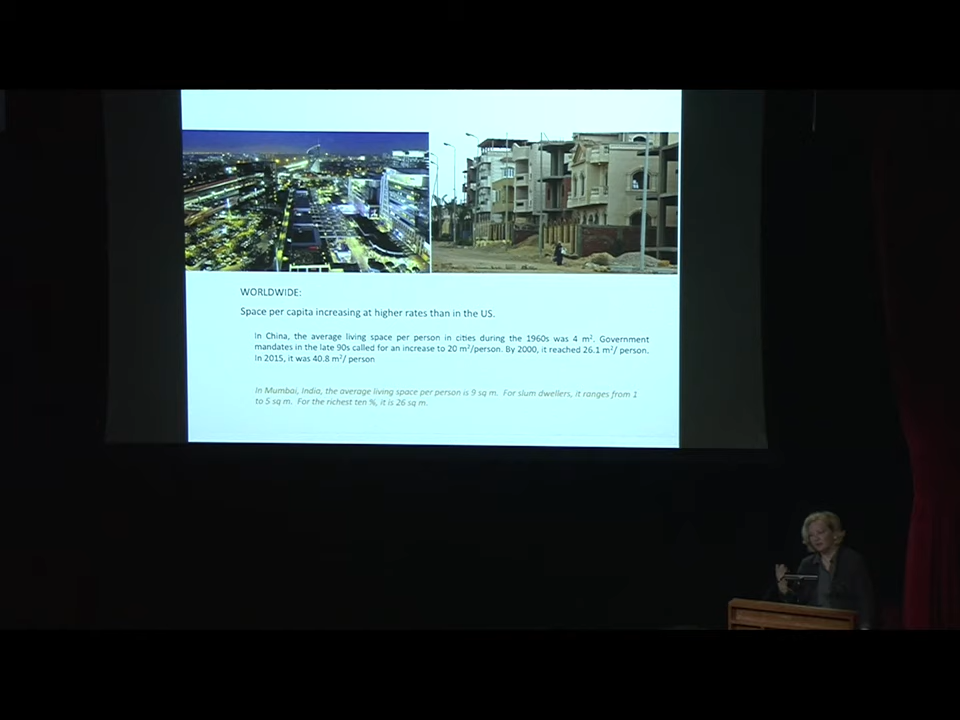 WORLDWIDE:
Space per capita increasing at higher rates than in the US.
In China, the average living space per person in cities during the 1960s was 4 m². Government
mandates in the late 90s called for an increase to 20 m²/person. By 2000, it reached 26.1 m²/ person.
In 2015, it was 40.8 m²/ person
In Mumbai, India, the average living space per person is 9 sq m. For slum dwellers, it ranges from 1
to 5 sq m. For the richest ten %, it is 26 sq m.